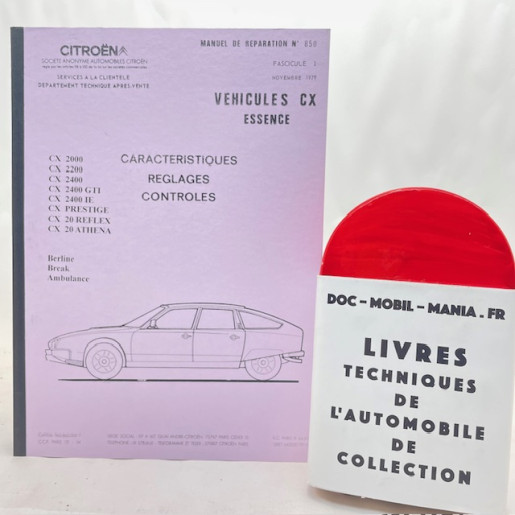 CITROËN
SOCIETE ANONYME AUTOMOBILES CITROËN
SERVICES A LA CLIENTELE
DEPARTEMENT TECHNIQUE APRES-VENTE
MANUEL DE REPARATION N° 850
FASCICULE
NOVEMBRE 1979
VEHICULES CX
ESSENCE
CX 2000
CX 2200
CX 2400
CX 2400 GTI
CX 2400 IE
CX PRESTIGE
CX 20 REFLEX
CX 20 ATHENA
CARACTERISTIQUES
REGLAGES
CONTROLES
Berline
Break
Ambulance
DOC - MOBIL - MANIA . FR
LIVRES
TECHNIQUES
DE
L'AUTOMOBILE
DE
COLLECTION